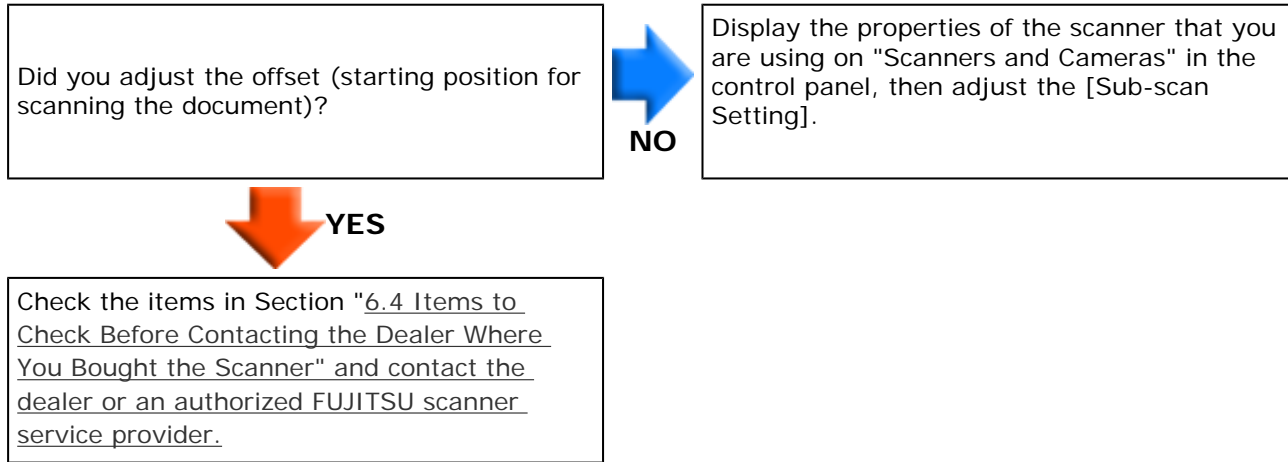 Did you adjust the offset (starting position for
scanning the document)?
NO
Display the properties of the scanner that you
are using on "Scanners and Cameras" in the
control panel, then adjust the [Sub-scan
Setting].
YES
Check the items in Section "6.4 Items to
Check Before Contacting the Dealer Where
You Bought the Scanner" and contact the
dealer or an authorized FUJITSU scanner
service provider.